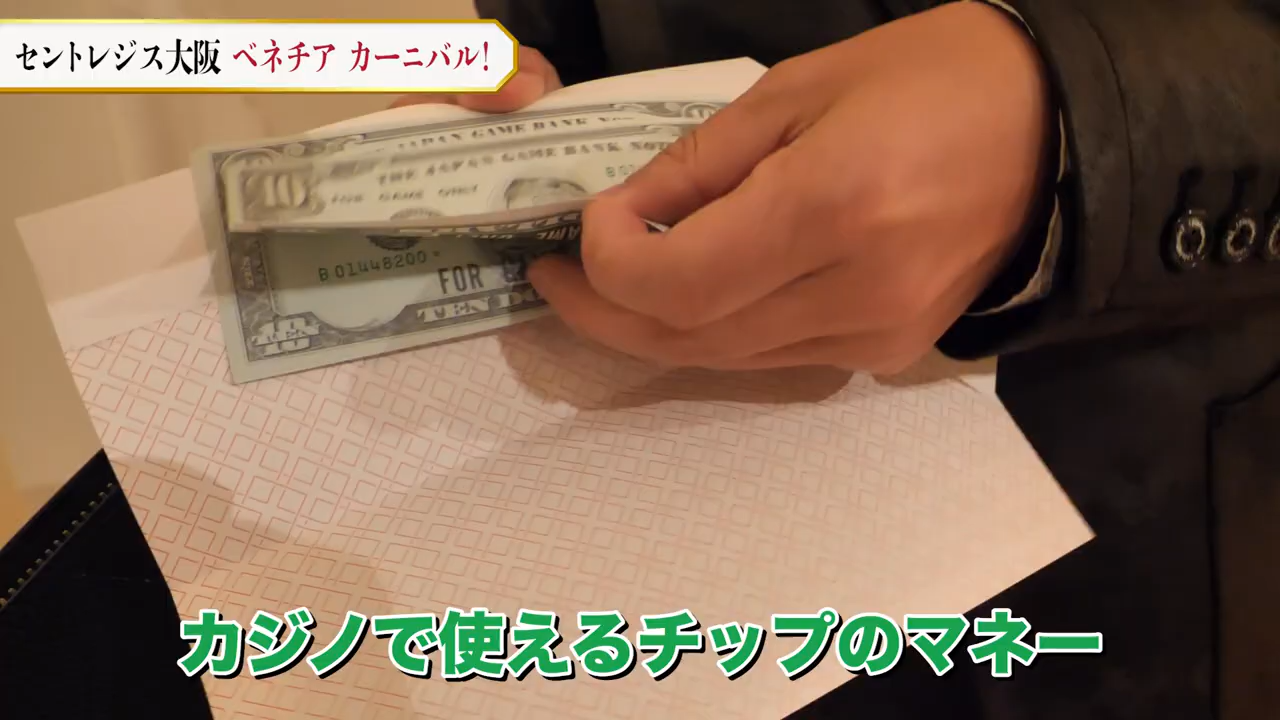 セントレジス大阪 ベネチア カーニバル!
JAPAN GAME BANK
THE JAPAN GAME BANK NOTE
10 FOR GAME ONLY
B 01448200*
FOR
TEN
10
カジノで使えるチップのマネー